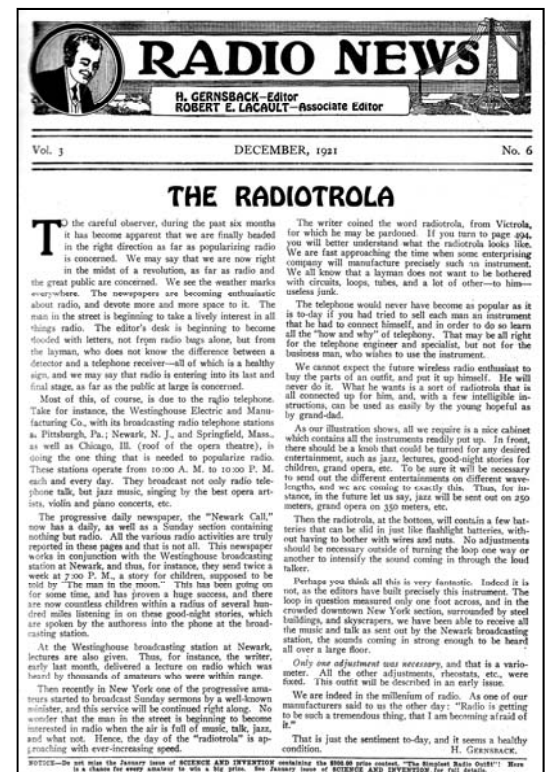 RADIO NEWS
H. GERNSBACK—Editor
ROBERT E. LACAULT—Associate Editor
Vol. 3 DECEMBER, 1921 No. 6
THE RADIOTROLA
TO the careful observer, during the past six months
it has become apparent that we are finally headed
in the right direction as far as popularizing radio
is concerned. We may say that we are now right
in the midst of a revolution, as far as radio and
the great public are concerned. We see the weather marks
everywhere. The newspapers are becoming enthusiastic
about radio, and devote more and more space to it. The
man in the street is beginning to take a lively interest in all
things radio. The editor's desk is beginning to become
flooded with letters, not from radio bugs alone, but from
the layman, who does not know the difference between a
detector and a telephone receiver—all of which is a healthy
sign, and we may say that radio is entering into its last and
final stage, as far as the public at large is concerned.
Most of this, of course, is due to the radio telephone.
Take for instance, the Westinghouse Electric and Manu-
facturing Co., with its broadcasting radio telephone stations
at Pittsburgh, Pa.; Newark, N. J., and Springfield, Mass.,
as well as Chicago, Ill. (roof of the opera theatre), is
doing the one thing that is needed to popularize radio.
These stations operate from 10:00 A. M. to 10:00 P. M.
each and every day. They broadcast not only radio tele-
phone talk, but jazz music, singing by the best opera art-
ists, violin and piano concerts, etc.
The progressive daily newspaper, the "Newark Call,"
now has a daily, as well as a Sunday section containing
nothing but radio. All the various radio activities are truly
reported in these pages and that is not all. This newspaper
works in conjunction with the Westinghouse broadcasting
station at Newark, and thus, for instance, they send twice a
week at 7:00 P. M., a story for children, supposed to be
told by "The man in the moon." This has been going on
for some time, and has proven a huge success, and there
are now countless children within a radius of several hun-
dred miles listening in on these good-night stories, which
are spoken by the authoress into the phone at the broad-
casting station.
At the Westinghouse broadcasting station at Newark,
lectures are also given. Thus, for instance, the writer,
early last month, delivered a lecture on radio which was
heard by thousands of amateurs who were within range.
Then recently in New York one of the progressive ama-
teurs started to broadcast Sunday sermons by a well-known
minister, and this service will be continued right along. No
wonder that the man in the street is beginning to become
interested in radio when the air is full of music, talk, jazz,
and what not. Hence, the day of the "radiotrola" is ap-
proaching with ever-increasing speed.
The writer coined the word radiotrola, from Victrola,
for which he may be pardoned. If you turn to page 494,
you will better understand what the radiotrola looks like.
We are fast approaching the time when some enterprising
company will manufacture precisely such an instrument.
We all know that a layman does not want to be bothered
with circuits, loops, tubes, and a lot of other—to him—
useless junk.
The telephone would never have become as popular as it
is to-day if you had tried to sell each man an instrument
that he had to connect himself, and in order to do so learn
all the "how and why" of telephony. That may be all right
for the telephone engineer and specialist, but not for the
business man, who wishes to use the instrument.
We cannot expect the future wireless radio enthusiast to
buy the parts of an outfit, and put it up himself. He will
never do it. What he wants is a sort of radiotrola that is
all connected up for him, and, with a few intelligible in-
structions, can be used as easily by the young hopeful as
by grand-dad.
As our illustration shows, all we require is a nice cabinet
which contains all the instruments readily put up. In front,
there should be a knob that could be turned for any desired
entertainment, such as jazz, lectures, good-night stories for
children, grand opera, etc. To be sure it will be necessary
to send out the different entertainments on different wave-
lengths, and we are coming to exactly this. Thus, for in-
stance, in the future let us say, jazz will be sent out on 250
meters, grand opera on 350 meters, etc.
Then the radiotrola, at the bottom, will contain a few bat-
teries that can be slid in just like flashlight batteries, with-
out having to bother with wires and nuts. No adjustments
should be necessary outside of turning the loop one way or
another to intensify the sound coming in through the loud
talker.
Perhaps you think all this is very fantastic. Indeed it is
not, as the editors have built precisely this instrument. The
loop in question measured only one foot across, and in the
crowded downtown New York section, surrounded by steel
buildings, and skyscrapers, we have been able to receive all
the music and talk as sent out by the Newark broadcasting
station, the sounds coming in strong enough to be heard
all over a large floor.
Only one adjustment was necessary, and that is a vario-
meter. All the other adjustments, rheostats, etc., were
fixed. This outfit will be described in an early issue.
We are indeed in the millenium of radio. As one of our
manufacturers said to us the other day: "Radio is getting
to be such a tremendous thing, that I am becoming afraid of
it."
That is just the sentiment to-day, and it seems a healthy
condition. H. GERNSBACK.
NOTICE—Do not miss the January issue of SCIENCE AND INVENTION containing the $500.00 prize contest, "The Simplest Radio Outfit"! Here
is a chance for every amateur to win a big prize. See January issue of SCIENCE AND INVENTION for full details.